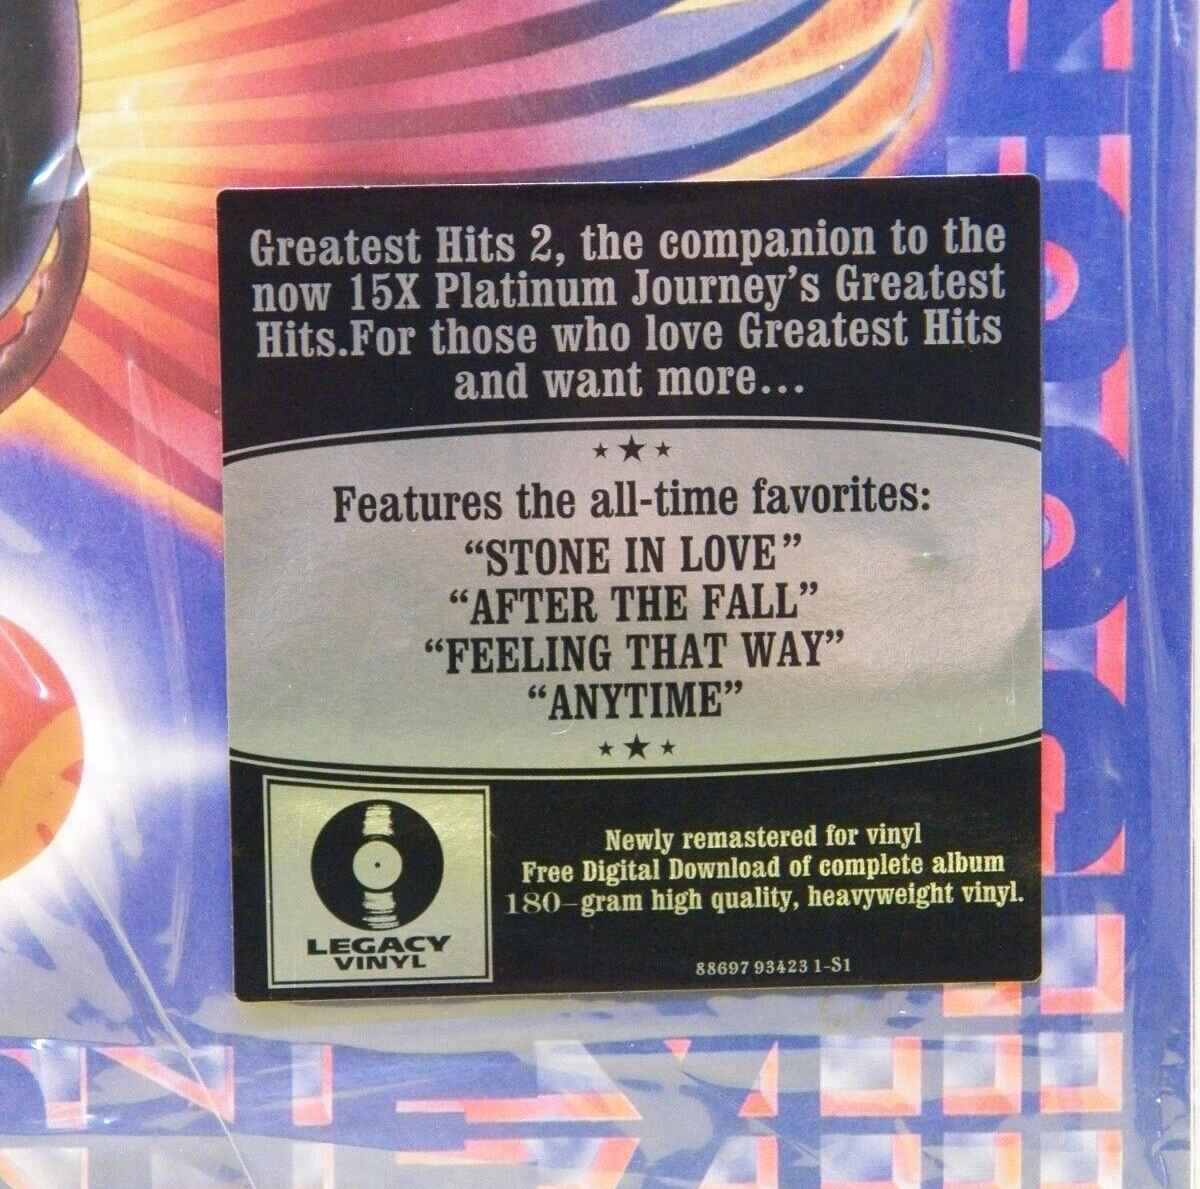 Greatest Hits 2, the companion to the
now 15X Platinum Journey's Greatest
Hits.For those who love Greatest Hits
and want more...
Features the all-time favorites:
“STONE IN LOVE”
“AFTER THE FALL”
“FEELING THAT WAY”
“ANYTIME”
Newly remastered for vinyl
Free Digital Download of complete album
180-gram high quality, heavyweight vinyl.
LEGACY
VINYL
88697 93423 1-S1